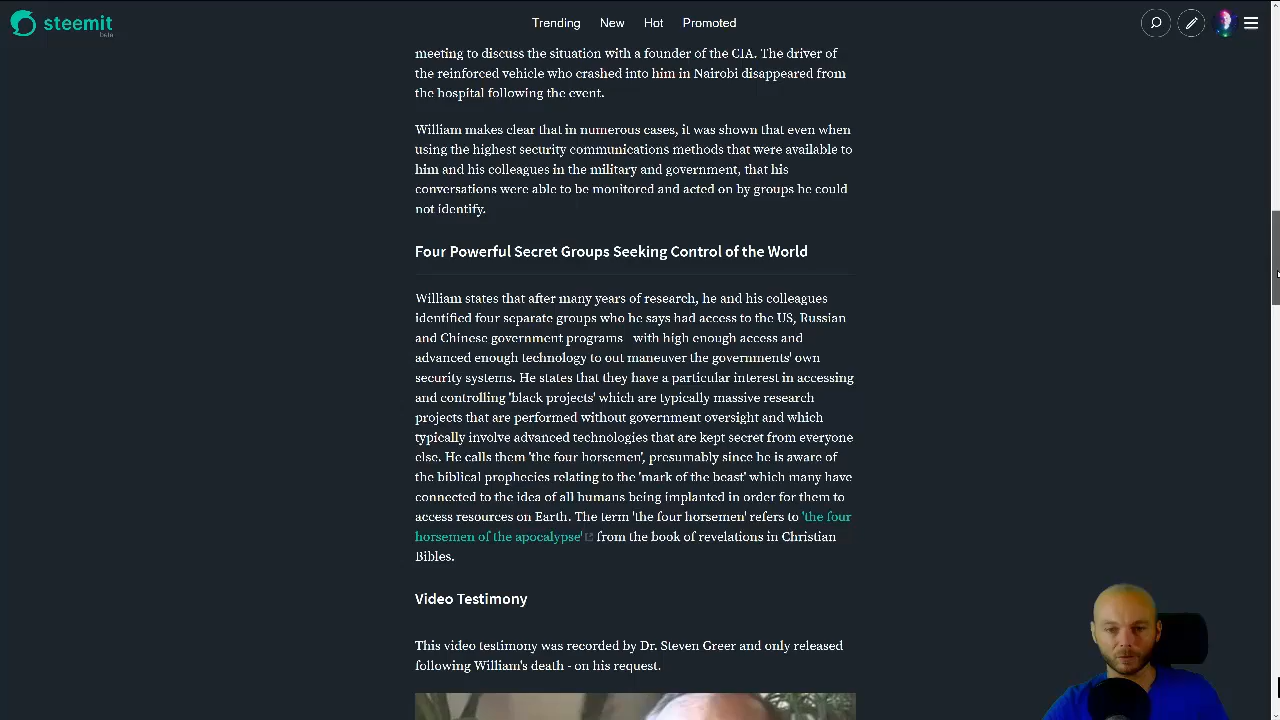 steemit
beta
Trending New Hot Promoted
meeting to discuss the situation with a founder of the CIA. The driver of
the reinforced vehicle who crashed into him in Nairobi disappeared from
the hospital following the event.
William makes clear that in numerous cases, it was shown that even when
using the highest security communications methods that were available to
him and his colleagues in the military and government, that his
conversations were able to be monitored and acted on by groups he could
not identify.
Four Powerful Secret Groups Seeking Control of the World
William states that after many years of research, he and his colleagues
identified four separate groups who he says had access to the US, Russian
and Chinese government programs - with high enough access and
advanced enough technology to out maneuver the governments' own
security systems. He states that they have a particular interest in accessing
and controlling 'black projects' which are typically massive research
projects that are performed without government oversight and which
typically involve advanced technologies that are kept secret from everyone
else. He calls them 'the four horsemen', presumably since he is aware of
the biblical prophecies relating to the 'mark of the beast' which many have
connected to the idea of all humans being implanted in order for them to
access resources on Earth. The term 'the four horsemen' refers to 'the four
horsemen of the apocalypse' from the book of revelations in Christian
Bibles.
Video Testimony
This video testimony was recorded by Dr. Steven Greer and only released
following William's death - on his request.